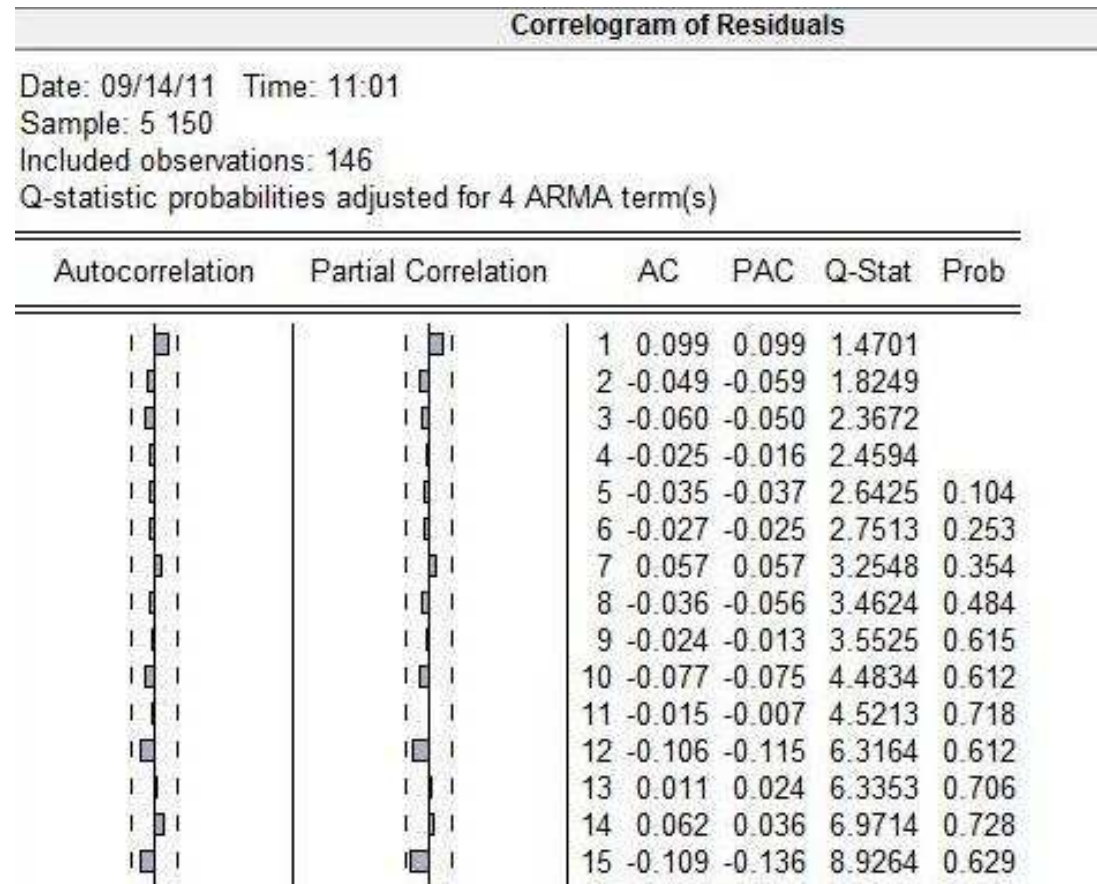 Correlogram of Residuals
Date: 09/14/11 Time: 11:01
Sample: 5 150
Included observations: 146
Q-statistic probabilities adjusted for 4 ARMA term(s)
Autocorrelation Partial Correlation AC PAC Q-Stat Prob
1 0.099 0.099 1.4701
2 -0.049 -0.059 1.8249
3 -0.060 -0.050 2.3672
4 -0.025 -0.016 2.4594
5 -0.035 -0.037 2.6425 0.104
6 -0.027 -0.025 2.7513 0.253
7 0.057 0.057 3.2548 0.354
8 -0.036 -0.056 3.4624 0.484
9 -0.024 -0.013 3.5525 0.615
10 -0.077 -0.075 4.4834 0.612
11 -0.015 -0.007 4.5213 0.718
12 -0.106 -0.115 6.3164 0.612
13 0.011 0.024 6.3353 0.706
14 0.062 0.036 6.9714 0.728
15 -0.109 -0.136 8.9264 0.629